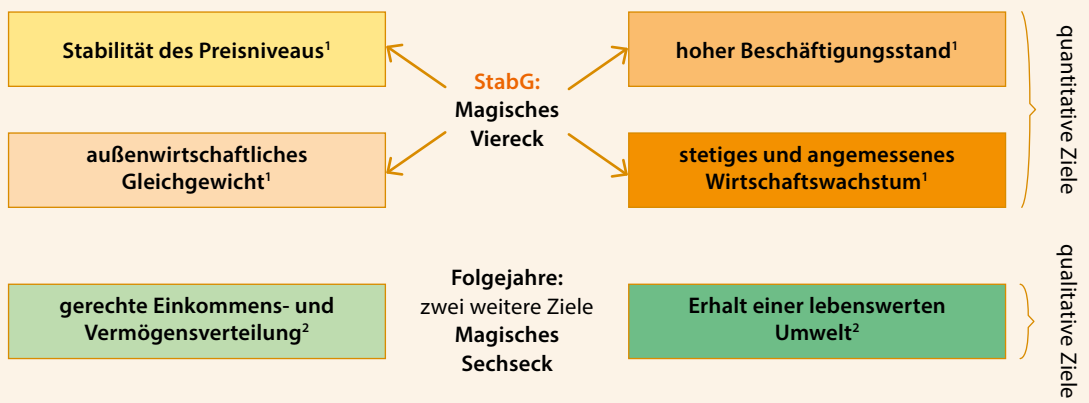 Stabilität des Preisniveaus¹
hoher Beschäftigungsstand¹
StabG:
Magisches
Viereck
außenwirtschaftliches
Gleichgewicht¹
stetiges und angemessenes
Wirtschaftswachstum¹
quantitative Ziele
gerechte Einkommens- und
Vermögensverteilung²
Folgejahre:
zwei weitere Ziele
Magisches
Sechseck
Erhalt einer lebenswerten
Umwelt²
qualitative Ziele